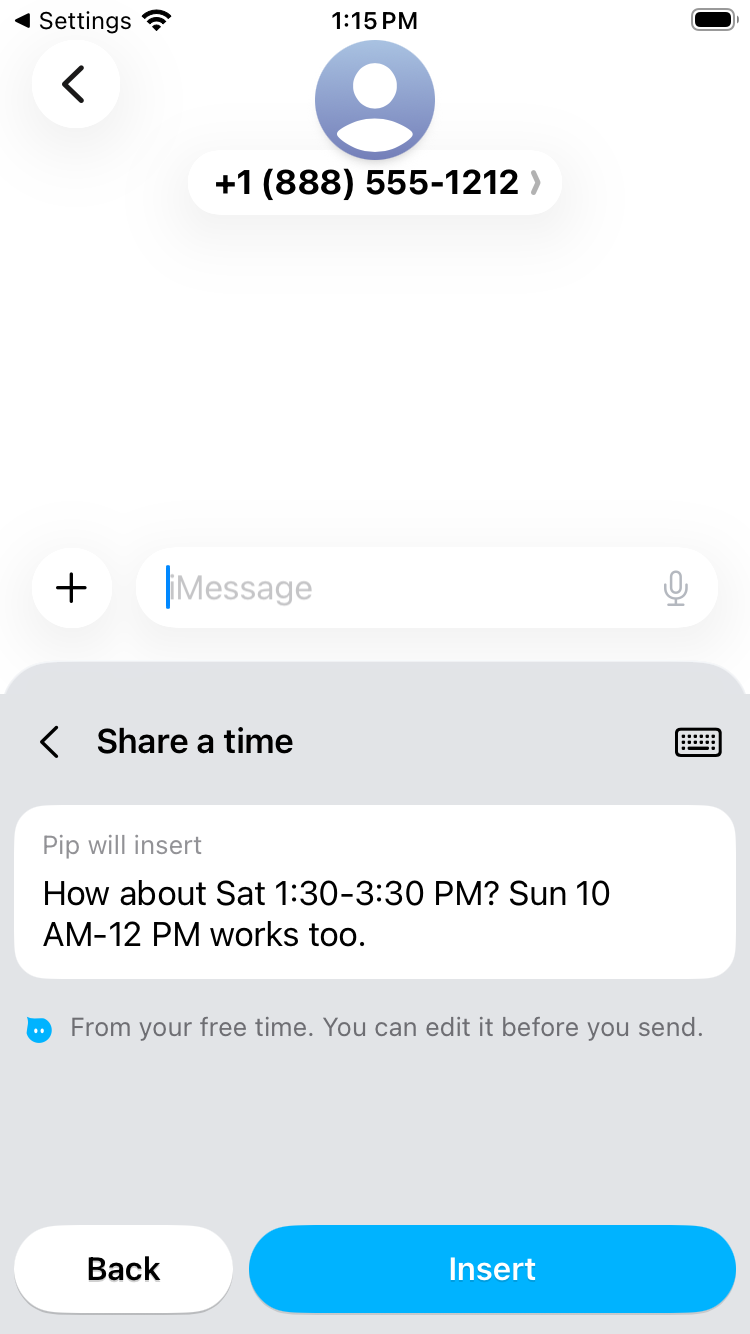 Settings
1:15 PM
+1 (888) 555-1212
iMessage
Share a time
Pip will insert
How about Sat 1:30-3:30 PM? Sun 10
AM-12 PM works too.
From your free time. You can edit it before you send.
Back
Insert